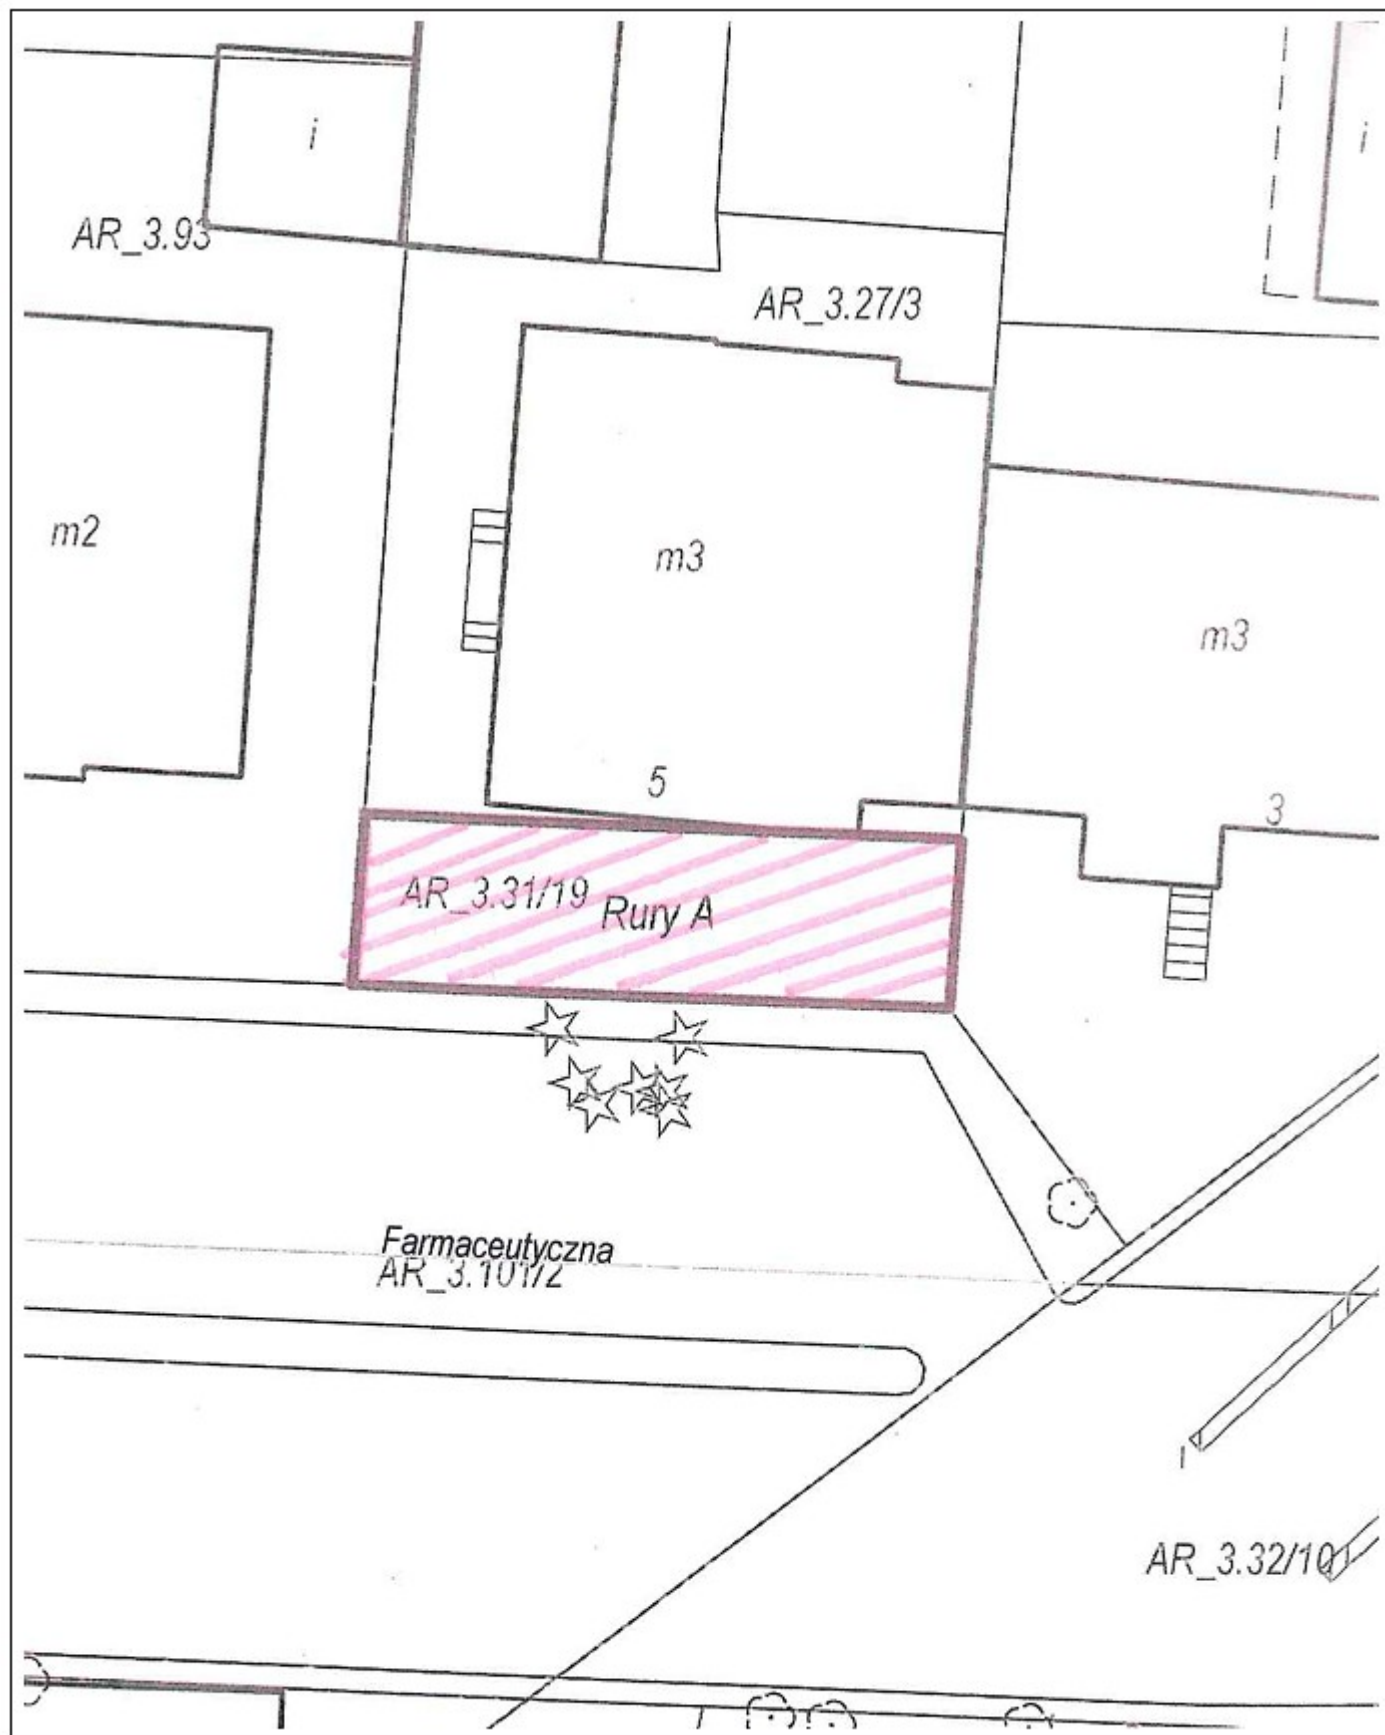 i
i
AR_3.93
AR_3.27/3
m2
m3
m3
5
3
AR_3.31/19
Rury A
Farmaceutyczna
AR_3.101/2
AR_3.32/10